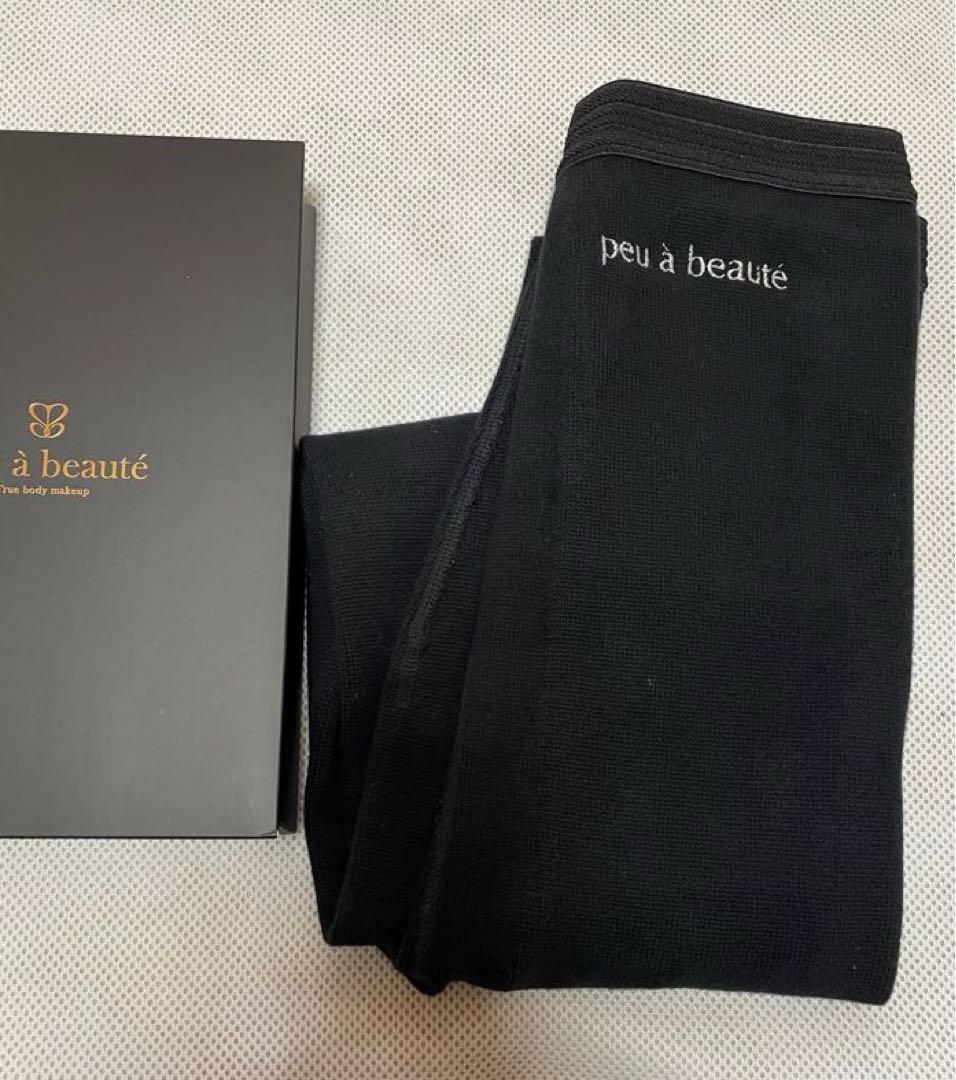 à beauté
True body makeup
peu à beauté